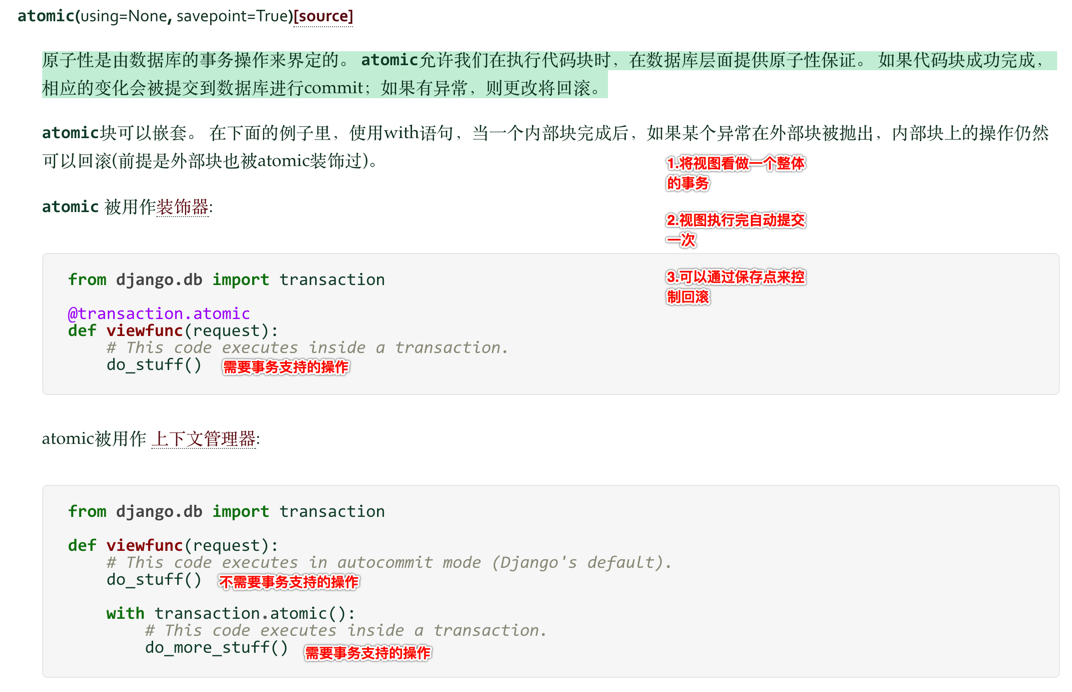 atomic(using=None, savepoint=True)[source]
原子性是由数据库的事务操作来界定的。 atomic允许我们在执行代码块时，在数据库层面提供原子性保证。 如果代码块成功完成，
相应的变化会被提交到数据库进行commit；如果有异常，则更改将回滚。
atomic块可以嵌套。 在下面的例子里，使用with语句，当一个内部块完成后，如果某个异常在外部块被抛出，内部块上的操作仍然
可以回滚(前提是外部块也被atomic装饰过)。
1.将视图看做一个整体
的事务
2.视图执行完自动提交
一次
3.可以通过保存点来控
制回滚
atomic 被用作装饰器:
from django.db import transaction
@transaction.atomic
def viewfunc(request):
# This code executes inside a transaction.
do_stuff() 需要事务支持的操作
atomic被用作 上下文管理器:
from django.db import transaction
def viewfunc(request):
# This code executes in autocommit mode (Django's default).
do_stuff() 不需要事务支持的操作
with transaction.atomic():
# This code executes inside a transaction.
do_more_stuff() 需要事务支持的操作